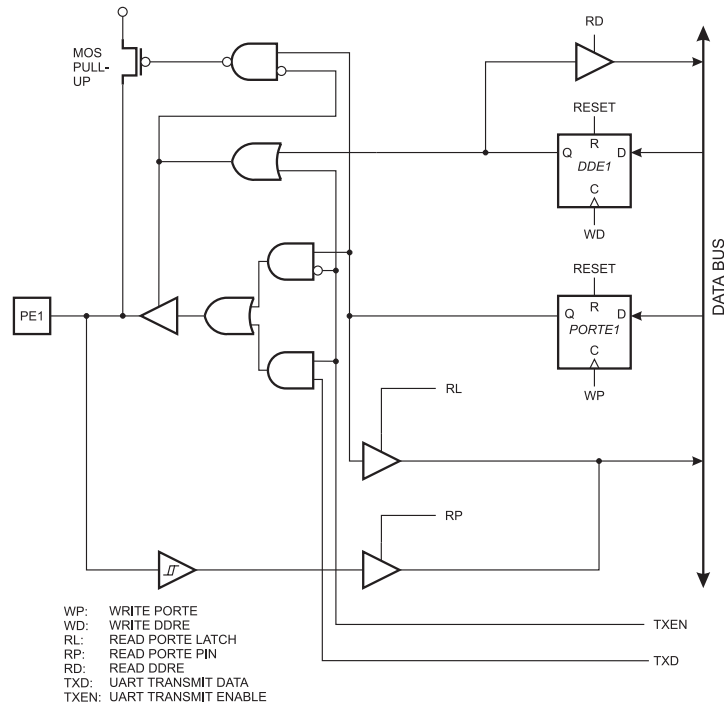 RD
MOS
PULL-
UP
RESET
R
Q
D
DDE1
C
WD
DATA BUS
RESET
R
PE1
Q
D
PORTE1
C
WP
RL
RP
WP: WRITE PORTE
WD: WRITE DDRE
RL: READ PORTE LATCH
RP: READ PORTE PIN
RD: READ DDRE
TXD: UART TRANSMIT DATA
TXEN: UART TRANSMIT ENABLE
TXEN
TXD